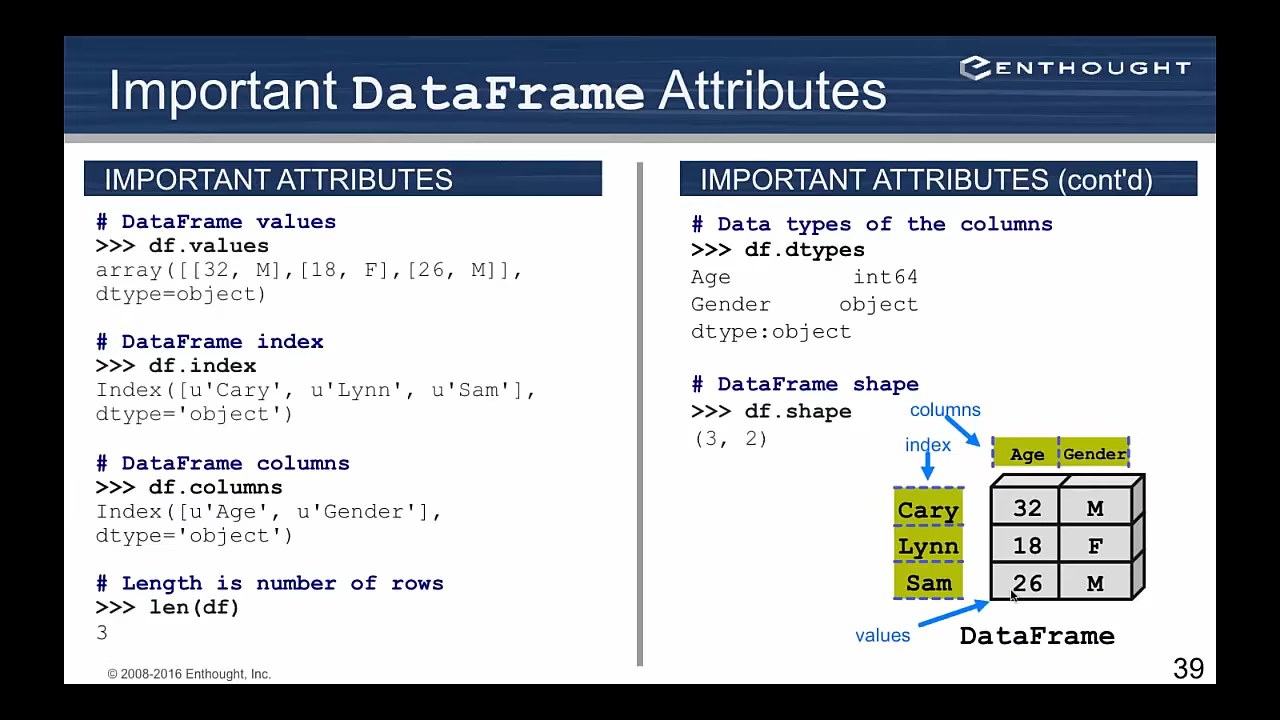 Important DataFrame Attributes
ENTHOUGHT
IMPORTANT ATTRIBUTES
# DataFrame values
>>> df.values
array([[32, M],[18, F],[26, M]],
dtype=object)
# DataFrame index
>>> df.index
Index([u'Cary', u'Lynn', u'Sam'],
dtype='object')
# DataFrame columns
>>> df.columns
Index([u'Age', u'Gender'],
dtype='object')
# Length is number of rows
>>> len(df)
3
IMPORTANT ATTRIBUTES (cont'd)
# Data types of the columns
>>> df.dtypes
Age int64
Gender object
dtype:object
# DataFrame shape
>>> df.shape
(3, 2)
columns
index
Age Gender
Cary 32 M
Lynn 18 F
Sam 26 M
values
DataFrame
© 2008-2016 Enthought, Inc.
39